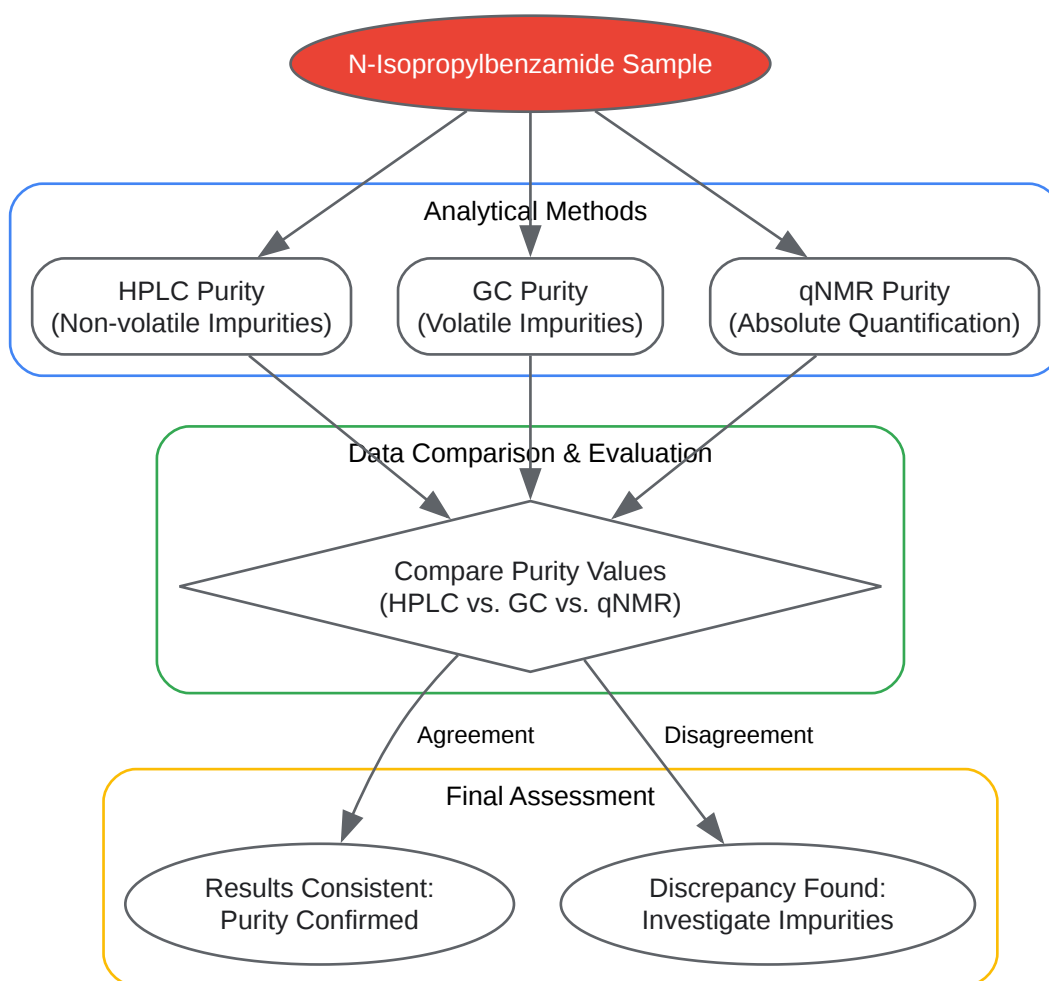 N-Isopropylbenzamide Sample
Analytical Methods
HPLC Purity
(Non-volatile Impurities)
GC Purity
(Volatile Impurities)
qNMR Purity
(Absolute Quantification)
Data Comparison & Evaluation
Compare Purity Values
(HPLC vs. GC vs. qNMR)
Agreement
Disagreement
Final Assessment
Results Consistent:
Purity Confirmed
Discrepancy Found:
Investigate Impurities